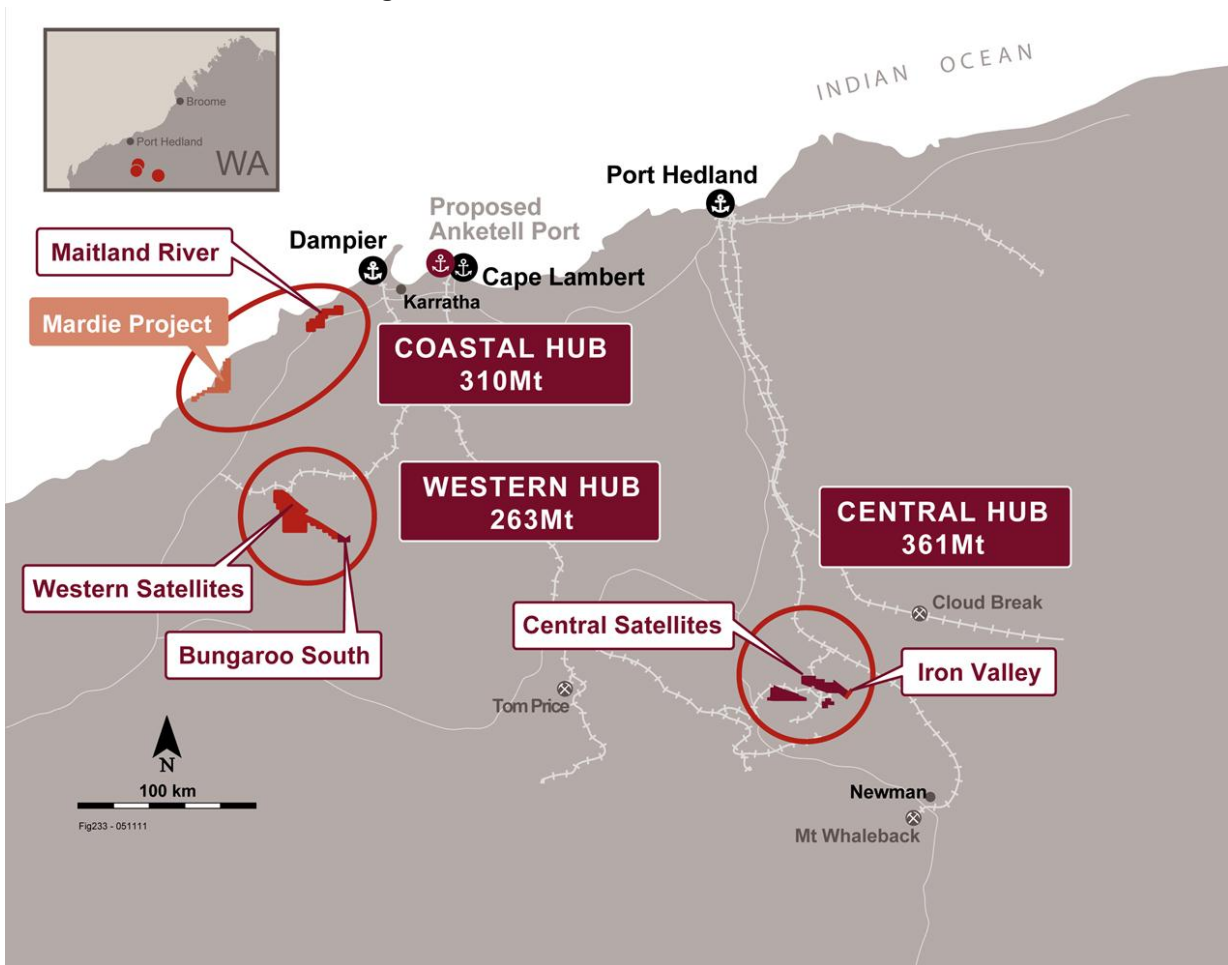 Broome
Port Hedland
WA
INDIAN OCEAN
Port Hedland
Proposed
Anketell Port
Dampier
Cape Lambert
Karratha
Maitland River
Mardie Project
COASTAL HUB
310Mt
WESTERN HUB
263Mt
CENTRAL HUB
361Mt
Western Satellites
Bungaroo South
Central Satellites
Cloud Break
Iron Valley
Tom Price
N
100 km
Fig233 - 051111
Newman
Mt Whaleback